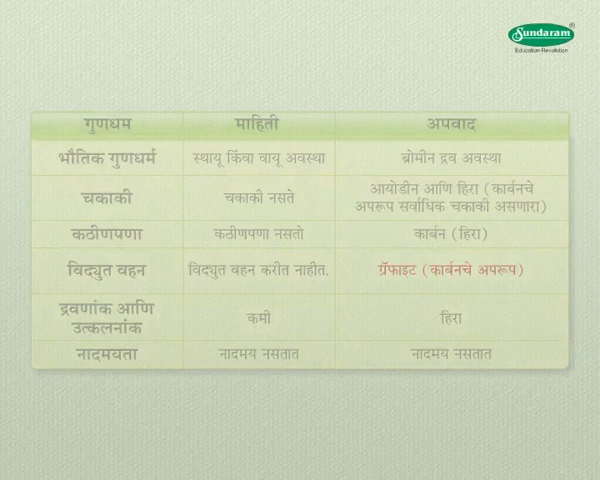 Sundaram
Education Revolution
गुणधम माहिती अपवाद
भौतिक गुणधर्म स्थायू किंवा वायू अवस्था ब्रोमीन द्रव अवस्था
चकाकी चकाकी नसते आयोडीन आणि हिरा (कार्बनचे
अपरूप सर्वाधिक चकाकी असणारा)
कठीणपणा कठीणपणा नसतो कार्बन (हिरा)
विद्युत वहन विद्युत वहन करीत नाहीत. ग्रॅफाइट (कार्बनचे अपरूप)
द्रवणांक आणि
उत्कलनांक कमी हिरा
नादमयता नादमय नसतात नादमय नसतात